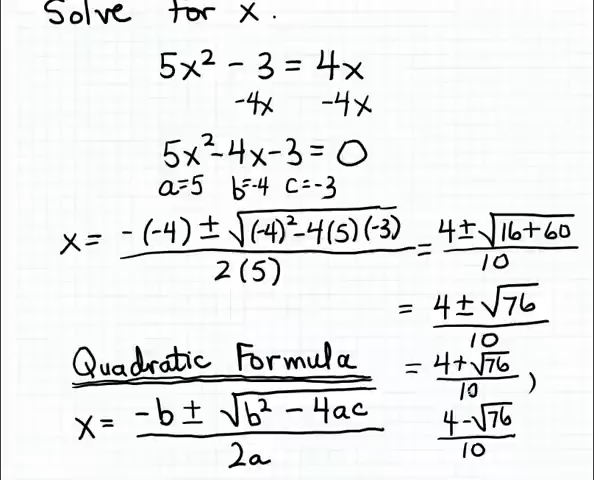 Solve for x.
5x² - 3 = 4x
-4x -4x
5x² - 4x - 3 = 0
a=5 b=-4 c=-3
x = (-(-4) ± √((-4)² - 4(5)(-3))) / (2(5)) = (4 ± √(16+60)) / 10
= (4 ± √76) / 10
= (4 + √76) / 10 ,
(4 - √76) / 10
Quadratic Formula
x = (-b ± √(b² - 4ac)) / (2a)